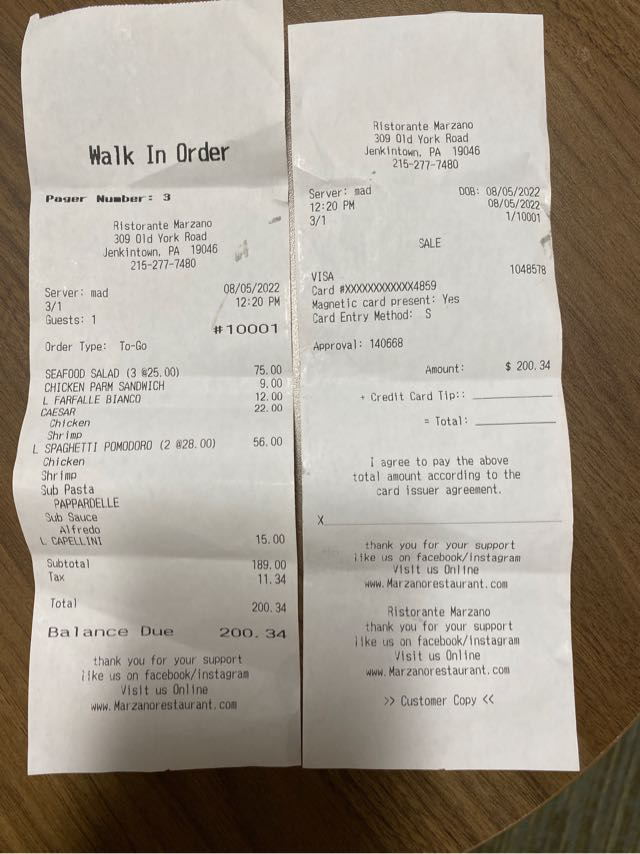 Walk In Order
Pager Number: 3
Ristorante Marzano
309 Old York Road
Jenkintown, PA 19046
215-277-7480
Server: mad 08/05/2022
3/1 12:20 PM
Guests: 1
#10001
Order Type: To-Go
SEAFOOD SALAD (3 @25.00) 75.00
CHICKEN PARM SANDWICH 9.00
L FARFALLE BIANCO 12.00
CAESAR 22.00
Chicken
Shrimp
L SPAGHETTI POMODORO (2 @28.00) 56.00
Chicken
Shrimp
Sub Pasta
PAPPARDELLE
Sub Sauce
Alfredo
L CAPELLINI 15.00
Subtotal 189.00
Tax 11.34
Total 200.34
Balance Due 200.34
thank you for your support
like us on facebook/instagram
Visit us Online
www.Marzanorestaurant.com
Ristorante Marzano
309 Old York Road
Jenkintown, PA 19046
215-277-7480
Server: mad DOB: 08/05/2022
12:20 PM 08/05/2022
3/1 1/10001
SALE
VISA 1048578
Card #XXXXXXXXXXXX4859
Magnetic card present: Yes
Card Entry Method: S
Approval: 140668
Amount: $ 200.34
+ Credit Card Tip::
= Total:
I agree to pay the above
total amount according to the
card issuer agreement.
X
thank you for your support
like us on facebook/instagram
Visit us Online
www.Marzanorestaurant.com
Ristorante Marzano
thank you for your support
like us on facebook/instagram
Visit us Online
www.Marzanorestaurant.com
>> Customer Copy <<